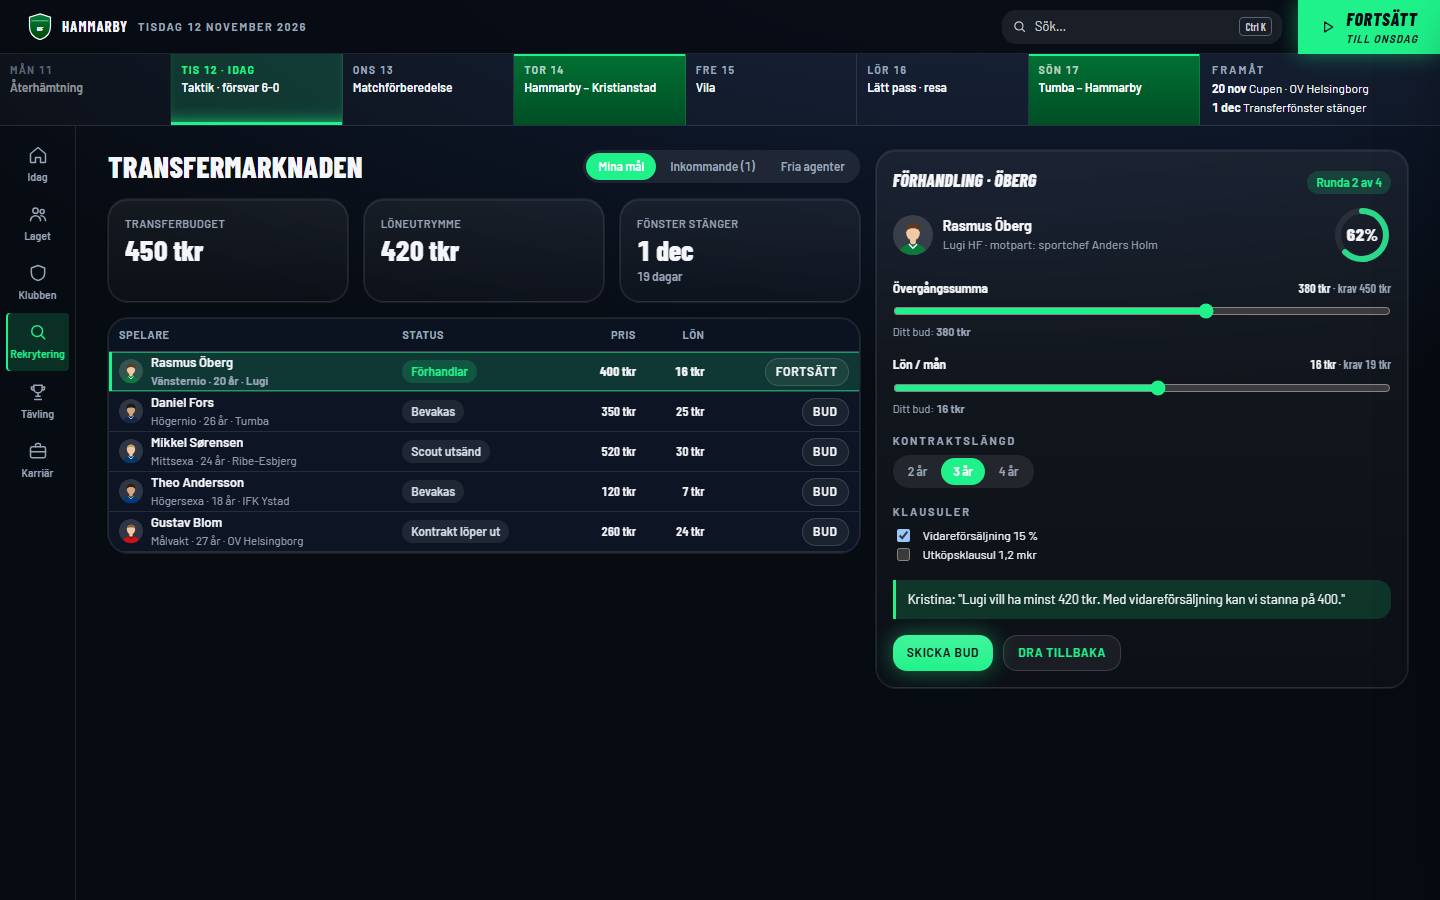 HAMMARBY TISDAG 12 NOVEMBER 2026
Sök... Ctrl K
FORTSÄTT
TILL ONSDAG
MÅN 11
Återhämtning
TIS 12 · IDAG
Taktik · försvar 6-0
ONS 13
Matchförberedelse
TOR 14
Hammarby – Kristianstad
FRE 15
Vila
LÖR 16
Lätt pass · resa
SÖN 17
Tumba – Hammarby
FRAMÅT
20 nov Cupen · OV Helsingborg
1 dec Transferfönster stänger
Idag
Laget
Klubben
Rekrytering
Tävling
Karriär
TRANSFERMARKNADEN
Mina mål Inkommande (1) Fria agenter
TRANSFERBUDGET
450 tkr
LÖNEUTRYMME
420 tkr
FÖNSTER STÄNGER
1 dec
19 dagar
SPELARE STATUS PRIS LÖN
Rasmus Öberg
Vänsternio · 20 år · Lugi
Förhandlar 400 tkr 16 tkr FORTSÄTT
Daniel Fors
Högernio · 26 år · Tumba
Bevakas 350 tkr 25 tkr BUD
Mikkel Sørensen
Mittsexa · 24 år · Ribe-Esbjerg
Scout utsänd 520 tkr 30 tkr BUD
Theo Andersson
Högersexa · 18 år · IFK Ystad
Bevakas 120 tkr 7 tkr BUD
Gustav Blom
Målvakt · 27 år · OV Helsingborg
Kontrakt löper ut 260 tkr 24 tkr BUD
FÖRHANDLING · ÖBERG
Runda 2 av 4
Rasmus Öberg
Lugi HF · motpart: sportchef Anders Holm
62%
Övergångssumma 380 tkr · krav 450 tkr
Ditt bud: 380 tkr
Lön / mån 16 tkr · krav 19 tkr
Ditt bud: 16 tkr
KONTRAKTSLÄNGD
2 år 3 år 4 år
KLAUSULER
Vidareförsäljning 15 %
Utköpsklausul 1,2 mkr
Kristina: "Lugi vill ha minst 420 tkr. Med vidareförsäljning kan vi stanna på 400."
SKICKA BUD DRA TILLBAKA